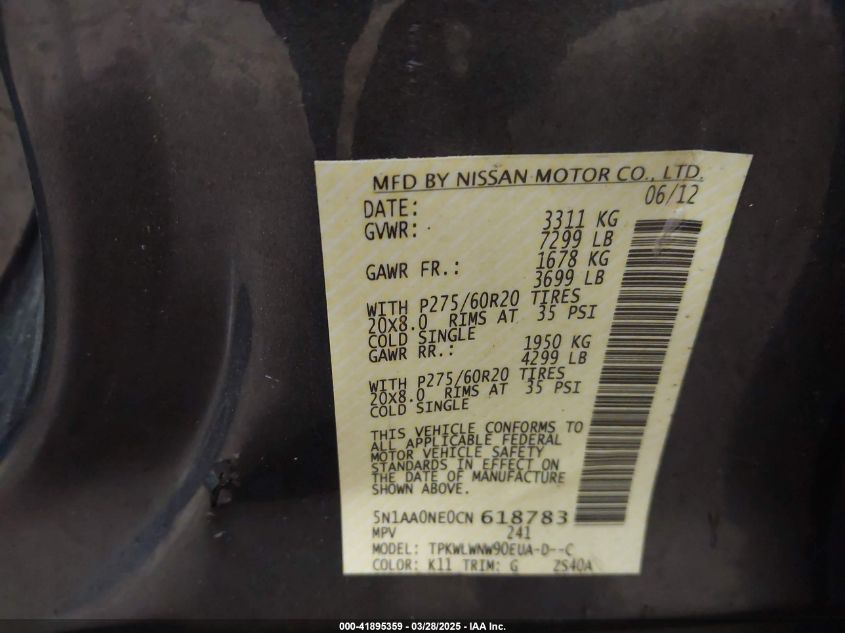 MFD BY NISSAN MOTOR CO., LTD.
DATE: 06/12
GVWR: 3311 KG
7299 LB
GAWR FR.: 1678 KG
3699 LB
WITH P275/60R20 TIRES
20X8.0 RIMS AT 35 PSI
COLD SINGLE
GAWR RR.: 1950 KG
4299 LB
WITH P275/60R20 TIRES
20X8.0 RIMS AT 35 PSI
COLD SINGLE
THIS VEHICLE CONFORMS TO
ALL APPLICABLE FEDERAL
MOTOR VEHICLE SAFETY
STANDARDS IN EFFECT ON
THE DATE OF MANUFACTURE
SHOWN ABOVE.
5N1AA0NE0CN 618783
MPV 241
MODEL: TPKWLWNW90EUA-D--C
COLOR: K11 TRIM: G ZS40A
000-41895359 | 03/28/2025 - IAA Inc.